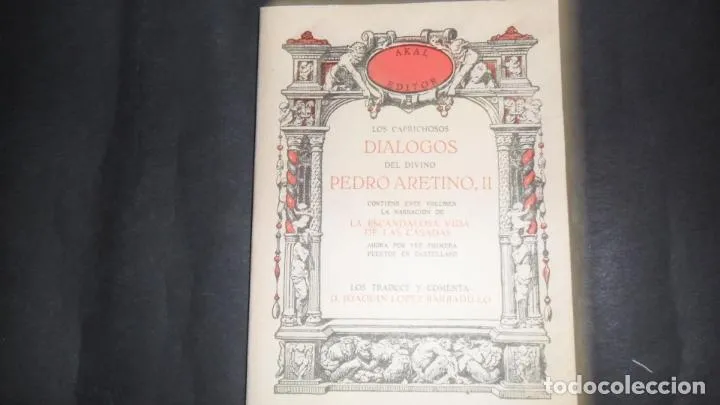 AKAL
EDITOR
LOS CAPRICHOSOS
DIALOGOS
DEL DIVINO
PEDRO ARETINO, II
CONTIENE ESTE VOLUMEN
LA NARRACIÓN DE
LA ESCANDALOSA VIDA
DE LAS CASADAS
AHORA POR VEZ PRIMERA
PUESTOS EN CASTELLANO
LOS TRADUCE Y COMENTA
D. JOAQUIN LOPEZ BARBADILLO
todocoleccion